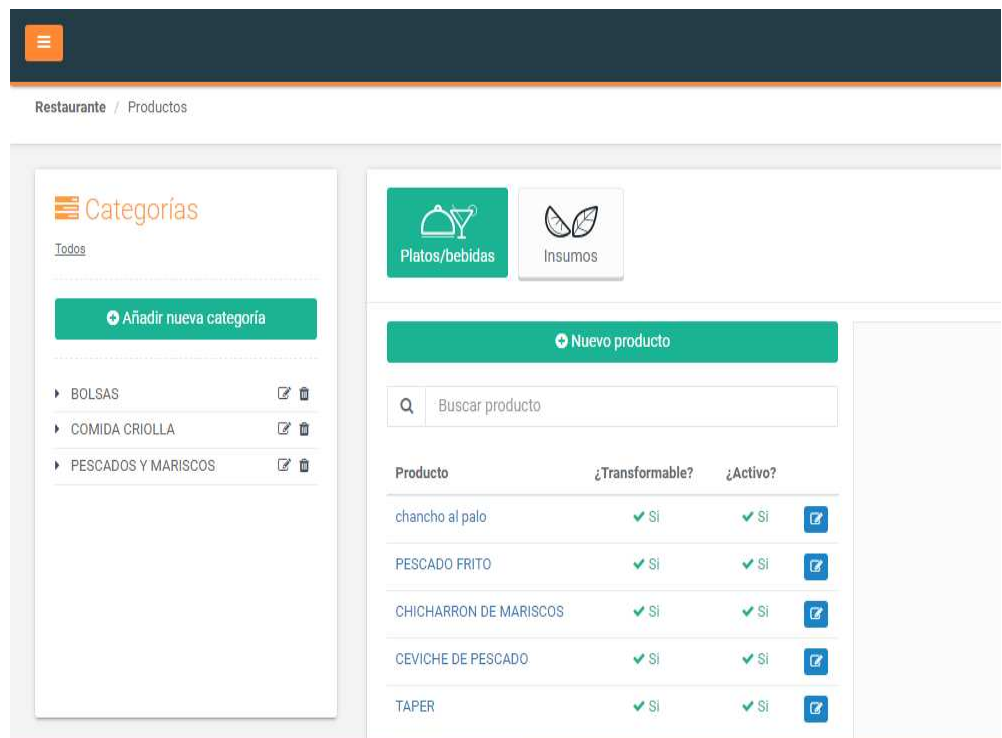 Restaurante / Productos
Categorías
Todos
Añadir nueva categoría
BOLSAS
COMIDA CRIOLLA
PESCADOS Y MARISCOS
Platos/bebidas
Insumos
Nuevo producto
Buscar producto
Producto ¿Transformable? ¿Activo?
chancho al palo Si Si
PESCADO FRITO Si Si
CHICHARRON DE MARISCOS Si Si
CEVICHE DE PESCADO Si Si
TAPER Si Si